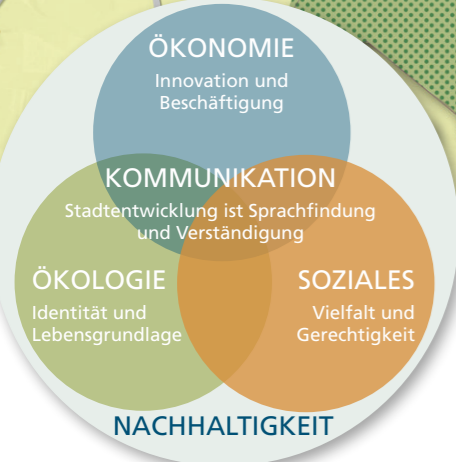 ÖKONOMIE
Innovation und
Beschäftigung
KOMMUNIKATION
Stadtentwicklung ist Sprachfindung
und Verständigung
ÖKOLOGIE
Identität und
Lebensgrundlage
SOZIALES
Vielfalt und
Gerechtigkeit
NACHHALTIGKEIT